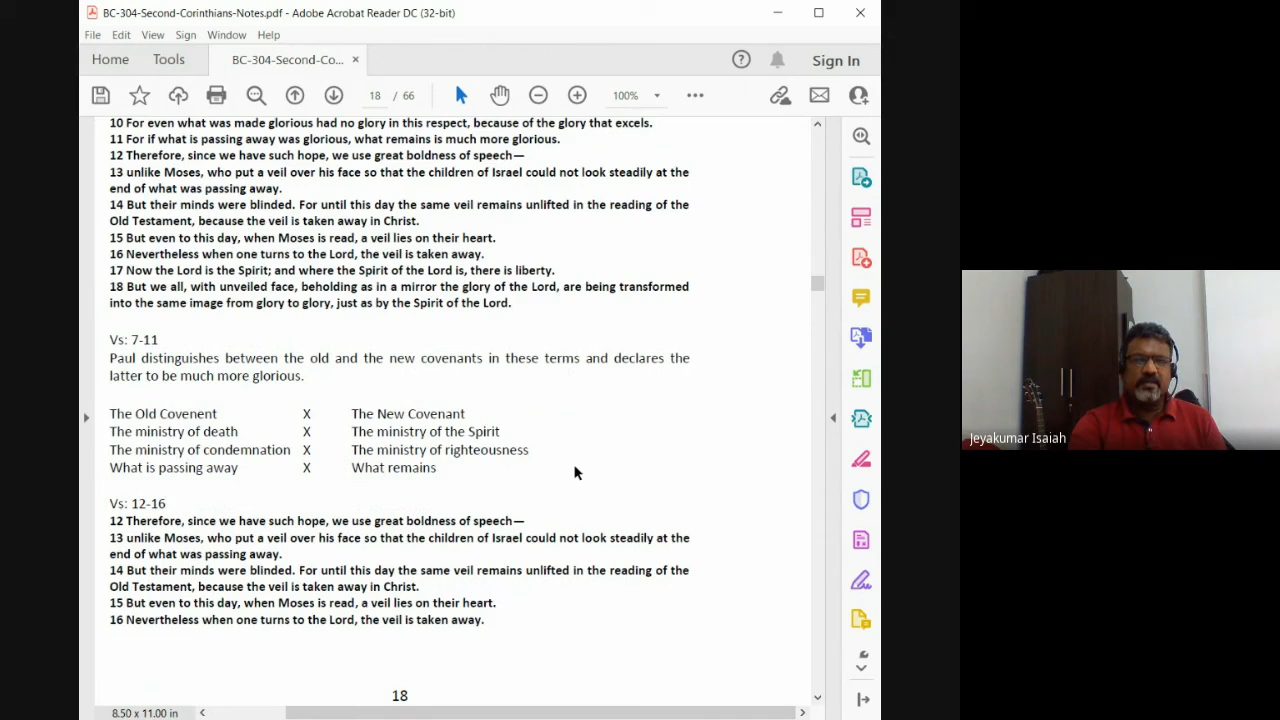 BC-304-Second-Corinthians-Notes.pdf - Adobe Acrobat Reader DC (32-bit)
File Edit View Sign Window Help
Home Tools BC-304-Second-Co... Sign In
18 / 66 100%
10 For even what was made glorious had no glory in this respect, because of the glory that excels.
11 For if what is passing away was glorious, what remains is much more glorious.
12 Therefore, since we have such hope, we use great boldness of speech—
13 unlike Moses, who put a veil over his face so that the children of Israel could not look steadily at the
end of what was passing away.
14 But their minds were blinded. For until this day the same veil remains unlifted in the reading of the
Old Testament, because the veil is taken away in Christ.
15 But even to this day, when Moses is read, a veil lies on their heart.
16 Nevertheless when one turns to the Lord, the veil is taken away.
17 Now the Lord is the Spirit; and where the Spirit of the Lord is, there is liberty.
18 But we all, with unveiled face, beholding as in a mirror the glory of the Lord, are being transformed
into the same image from glory to glory, just as by the Spirit of the Lord.
Vs: 7-11
Paul distinguishes between the old and the new covenants in these terms and declares the
latter to be much more glorious.
The Old Covenent X The New Covenant
The ministry of death X The ministry of the Spirit
The ministry of condemnation X The ministry of righteousness
What is passing away X What remains
Vs: 12-16
12 Therefore, since we have such hope, we use great boldness of speech—
13 unlike Moses, who put a veil over his face so that the children of Israel could not look steadily at the
end of what was passing away.
14 But their minds were blinded. For until this day the same veil remains unlifted in the reading of the
Old Testament, because the veil is taken away in Christ.
15 But even to this day, when Moses is read, a veil lies on their heart.
16 Nevertheless when one turns to the Lord, the veil is taken away.
18
8.50 x 11.00 in
Jeyakumar Isaiah